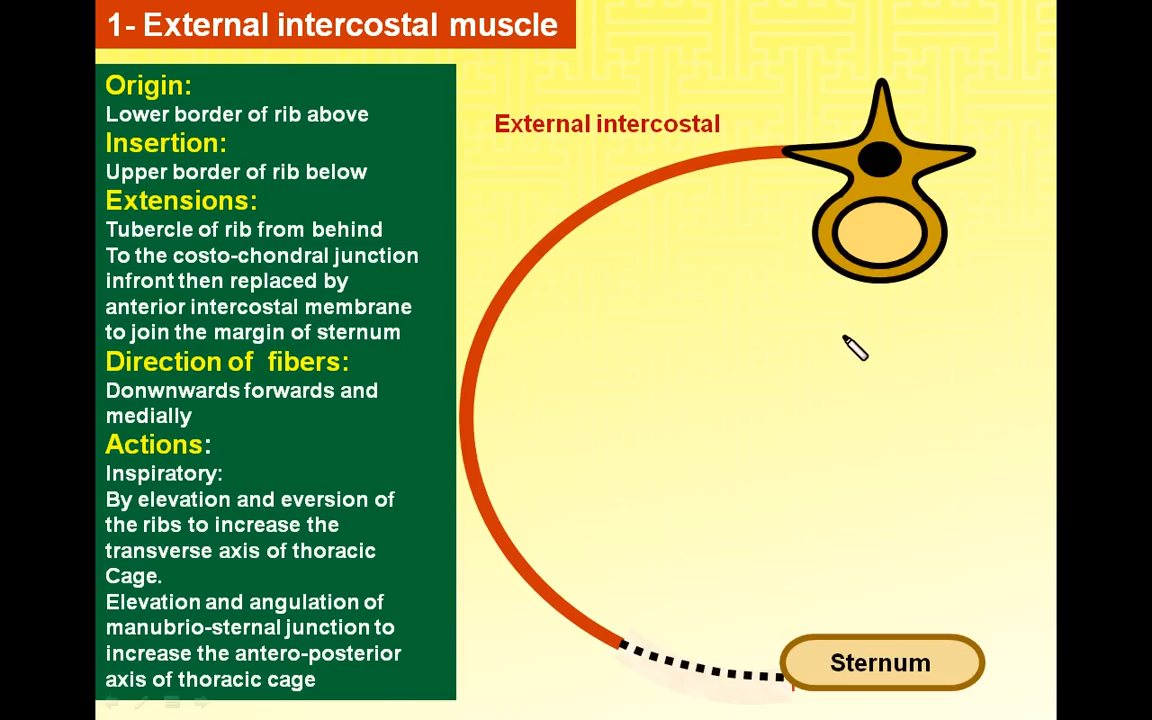 1- External intercostal muscle
Origin:
Lower border of rib above
Insertion:
Upper border of rib below
Extensions:
Tubercle of rib from behind
To the costo-chondral junction
infront then replaced by
anterior intercostal membrane
to join the margin of sternum
Direction of fibers:
Donwnwards forwards and
medially
Actions:
Inspiratory:
By elevation and eversion of
the ribs to increase the
transverse axis of thoracic
Cage.
Elevation and angulation of
manubrio-sternal junction to
increase the antero-posterior
axis of thoracic cage
External intercostal
Sternum